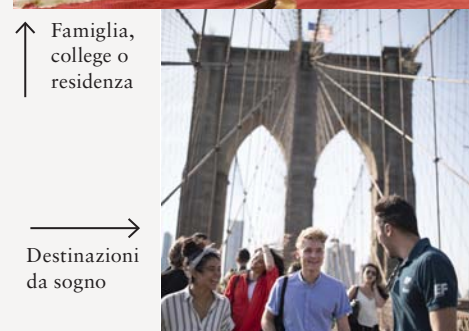 Famiglia,
college o
residenza
Destinazioni
da sogno
EF